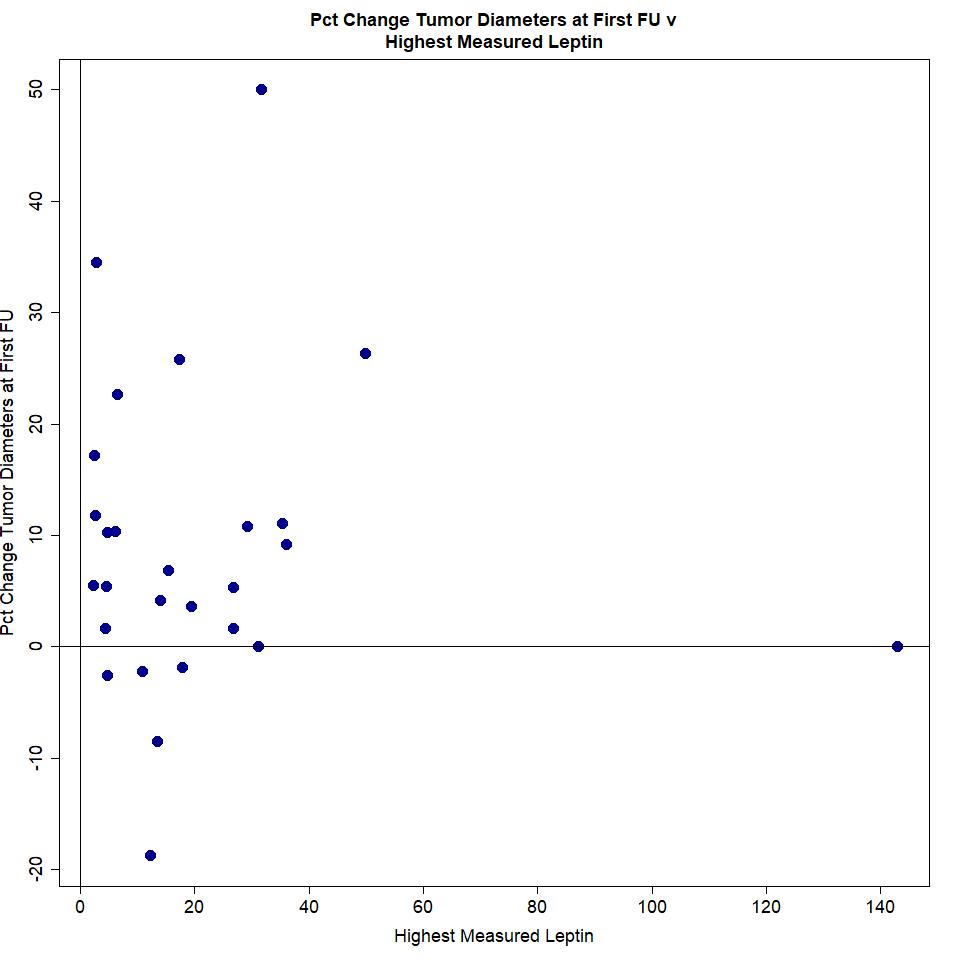 Pct Change Tumor Diameters at First FU v
Highest Measured Leptin
Pct Change Tumor Diameters at First FU
50
40
30
20
10
0
-10
-20
0 20 40 60 80 100 120 140
Highest Measured Leptin